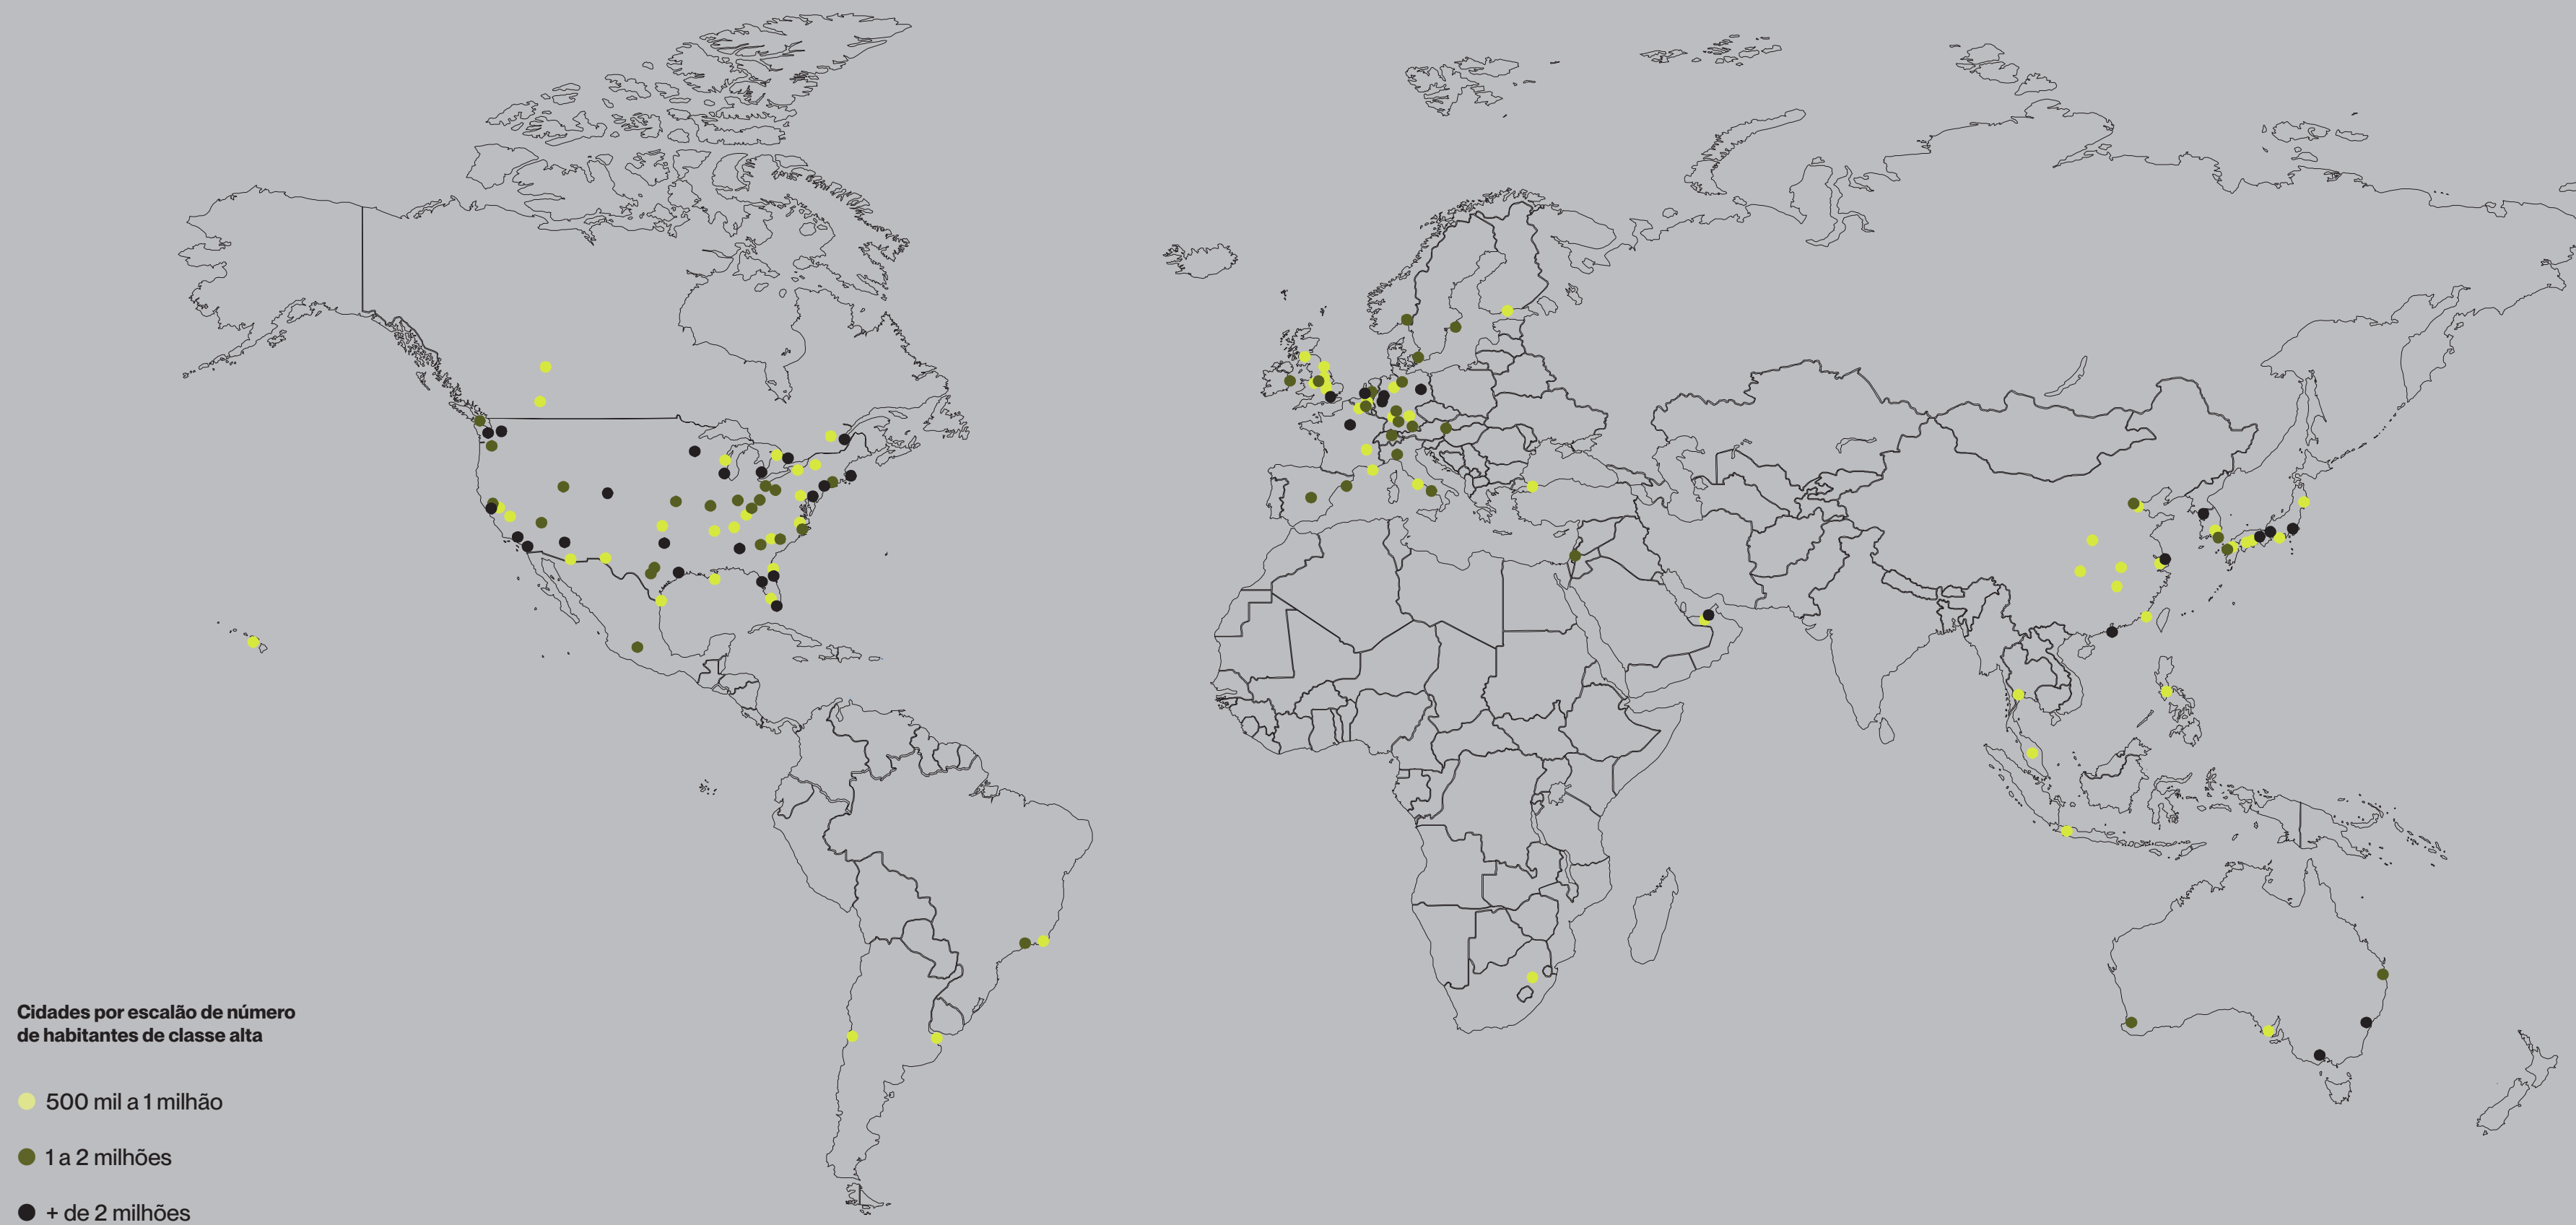 Cidades por escalão de número
de habitantes de classe alta
500 mil a 1 milhão
1 a 2 milhões
+ de 2 milhões